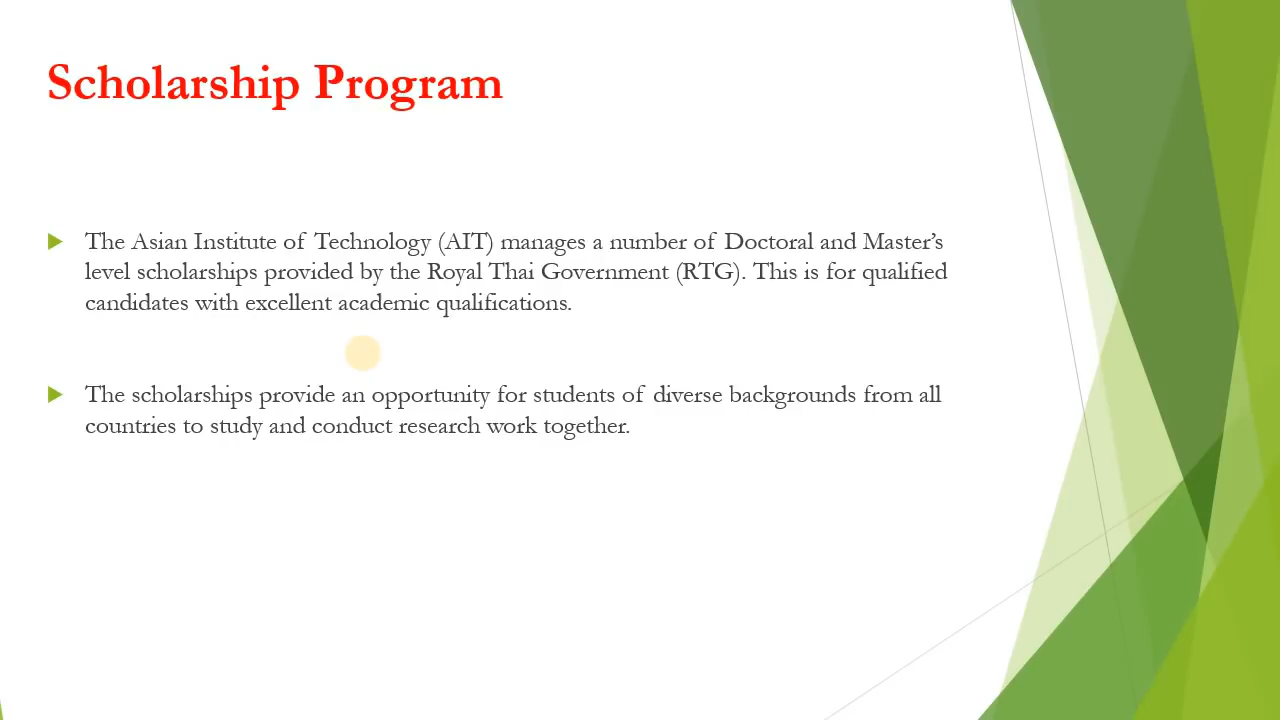 Scholarship Program
The Asian Institute of Technology (AIT) manages a number of Doctoral and Master’s
level scholarships provided by the Royal Thai Government (RTG). This is for qualified
candidates with excellent academic qualifications.
The scholarships provide an opportunity for students of diverse backgrounds from all
countries to study and conduct research work together.